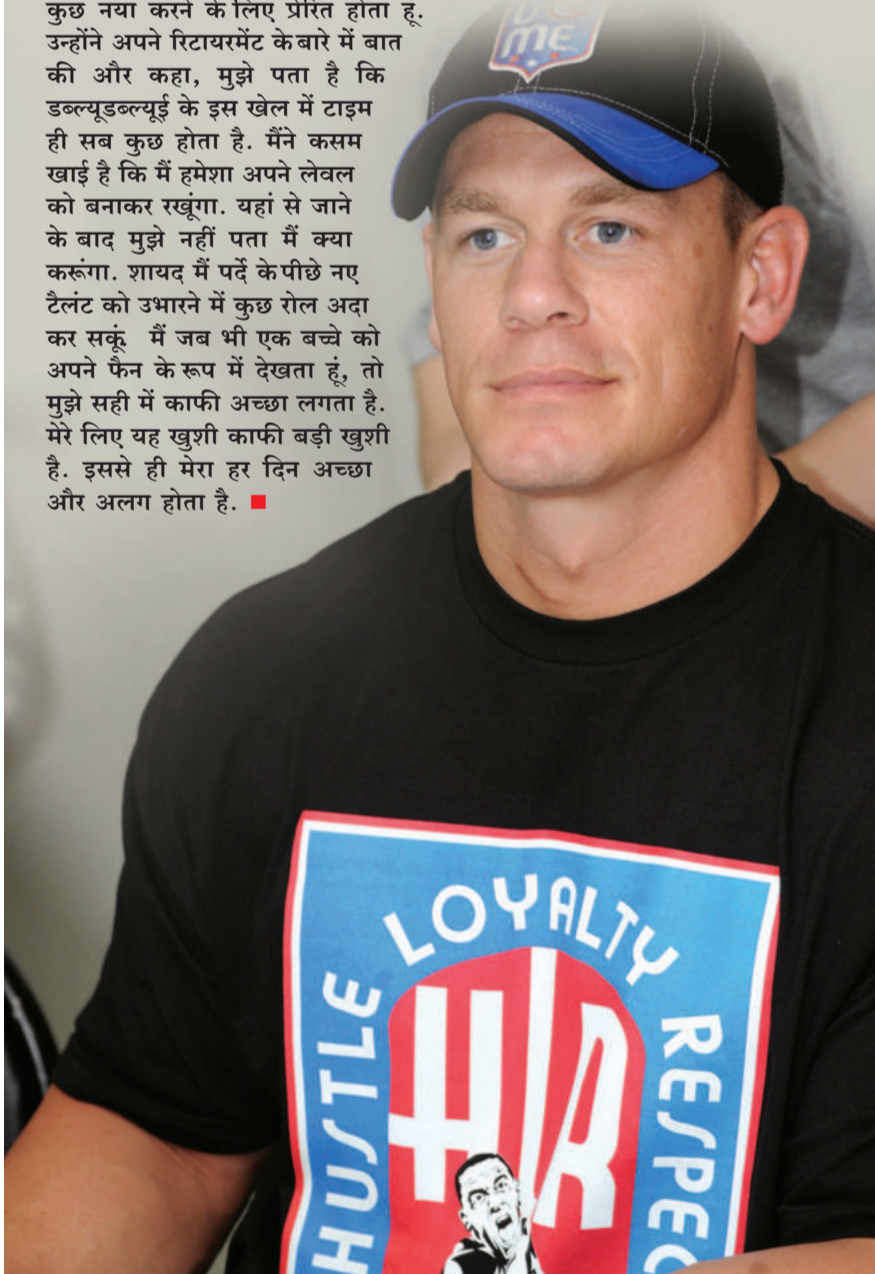 कुछ नया करने के लिए प्रेरित होता हूं.
उन्होंने अपने रिटायरमेंट के बारे में बात
की और कहा, मुझे पता है कि
डब्ल्यूडब्ल्यूई के इस खेल में टाइम
ही सब कुछ होता है. मैंने कसम
खाई है कि मैं हमेशा अपने लेवल
को बनाकर रखूंगा. यहां से जाने
के बाद मुझे नहीं पता मैं क्या
करूंगा. शायद मैं पर्दे के पीछे नए
टैलंट को उभारने में कुछ रोल अदा
कर सकूं मैं जब भी एक बच्चे को
अपने फैन के रूप में देखता हूं, तो
मुझे सही में काफी अच्छा लगता है.
मेरे लिए यह खुशी काफी बड़ी खुशी
है. इससे ही मेरा हर दिन अच्छा
और अलग होता है.
ME
HUSTLE LOYALTY RESPEC
HLR